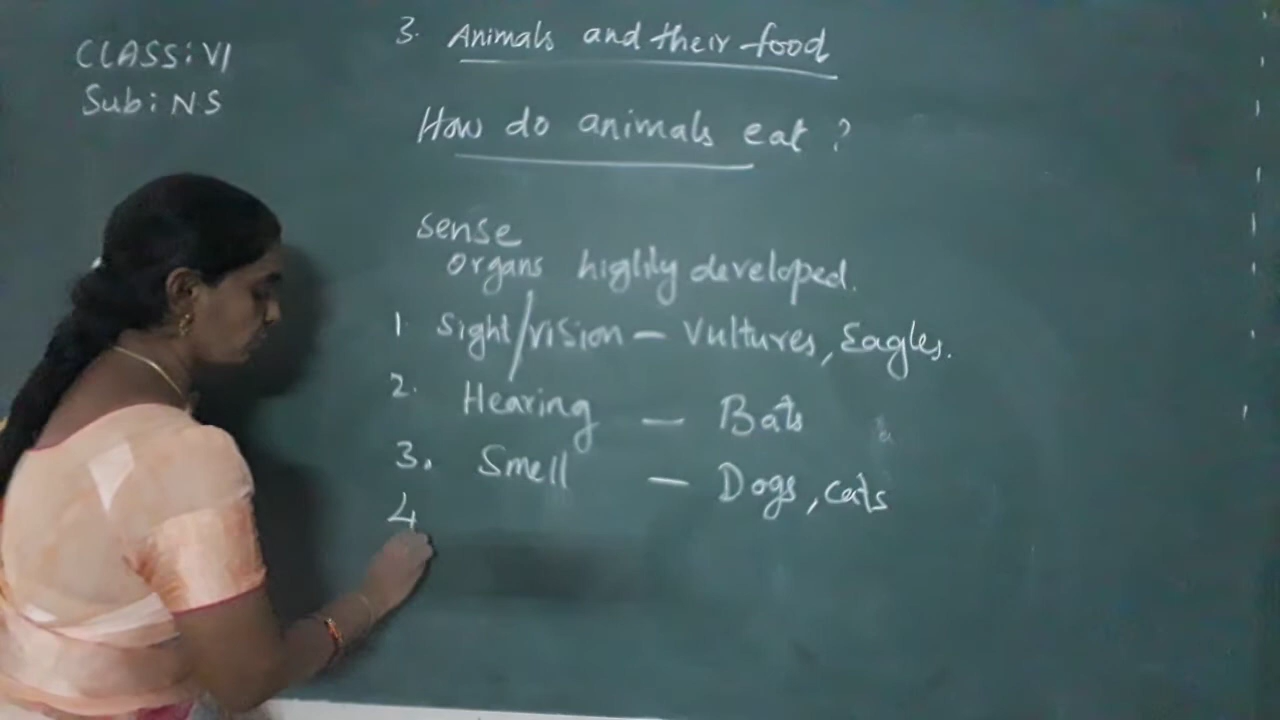 CLASS: VI
Sub: N.S
3. Animals and their food
How do animals eat ?
Sense
organs highly developed.
1. Sight/vision – Vultures, Eagles.
2. Hearing – Bats
3. Smell – Dogs, cats
4